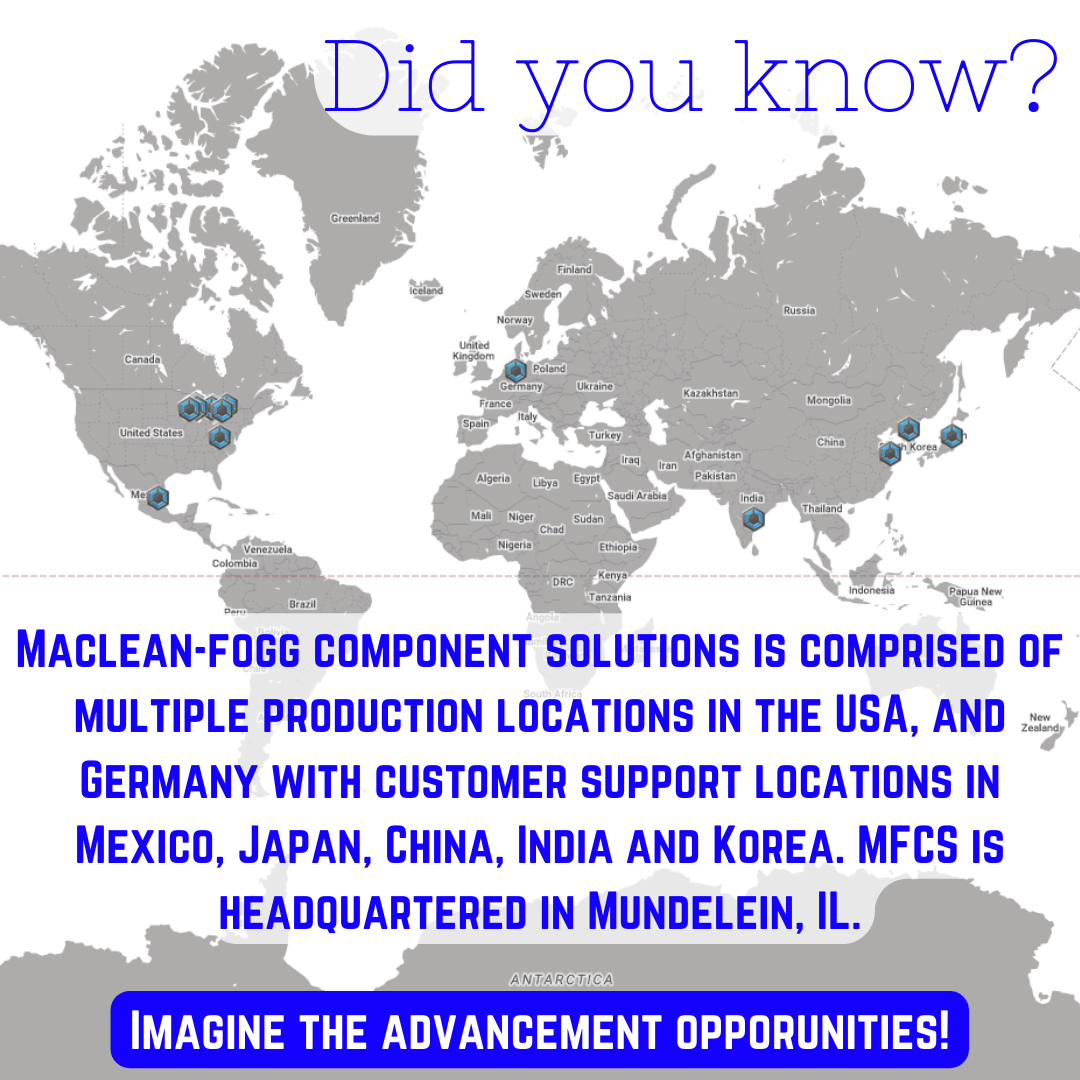 Did you know?
Greenland
Iceland
Finland
Sweden
Norway
Russia
United
Kingdom
Canada
Poland
Germany
Ukraine
Kazakhstan
Mongolia
France
Italy
Spain
United States
Turkey
China
Korea
Afghanistan
Iraq
Iran
Pakistan
Algeria
Libya
Egypt
Saudi Arabia
India
Thailand
Mali
Niger
Sudan
Chad
Nigeria
Ethiopia
Venezuela
Colombia
DRC
Kenya
Tanzania
Indonesia
Papua New
Guinea
Brazil
Peru
Angola
Maclean-fogg component solutions is comprised of
multiple production locations in the USA, and
Germany with customer support locations in
Mexico, Japan, China, India and Korea. MFCS is
headquartered in Mundelein, IL.
South Africa
New
Zealand
ANTARCTICA
Imagine the advancement opporunities!